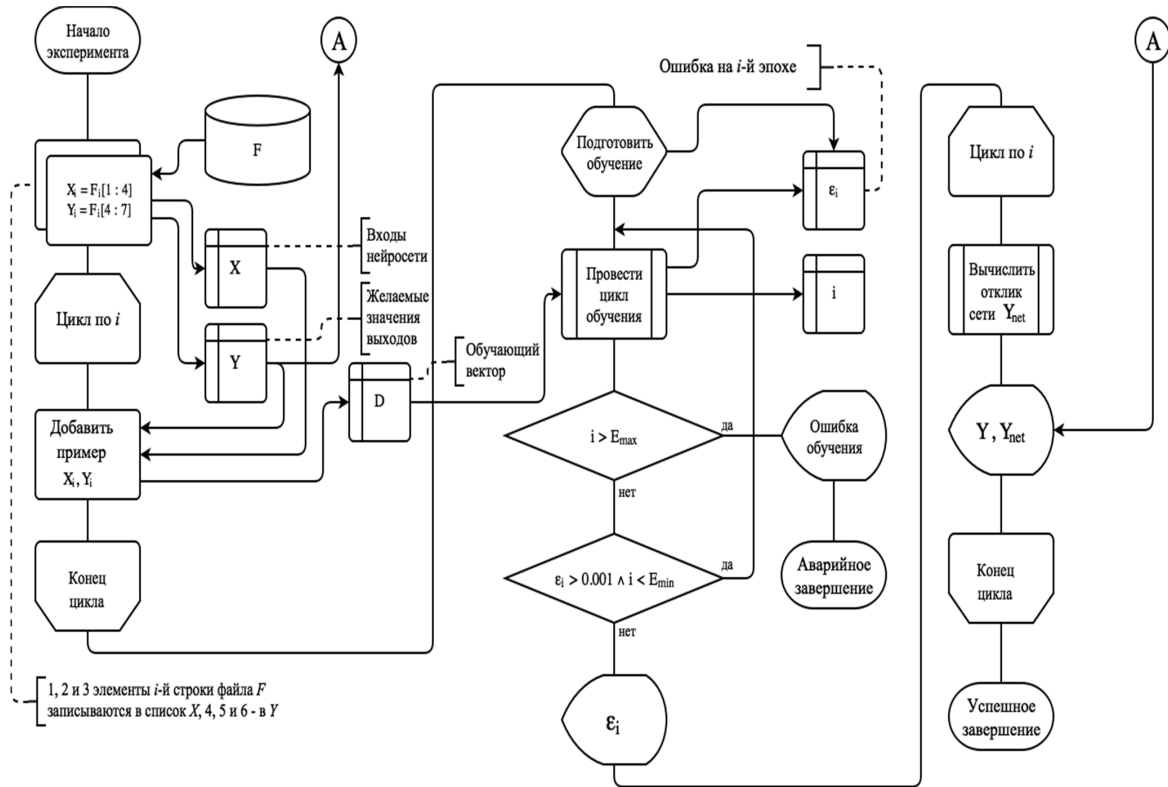 Начало
эксперимента
F
Xᵢ = Fᵢ[1 : 4]
Yᵢ = Fᵢ[4 : 7]
X
Входы
нейросети
Y
Желаемые
значения
выходов
Цикл по i
Добавить
пример
Xᵢ, Yᵢ
D
Обучающий
вектор
Конец
цикла
1, 2 и 3 элементы i-й строки файла F
записываются в список X, 4, 5 и 6 - в Y
A
Подготовить
обучение
Ошибка на i-й эпохе
εᵢ
Провести
цикл
обучения
i
i > Emax
да
нет
Ошибка
обучения
Аварийное
завершение
εᵢ > 0.001 ∧ i < Emin
да
нет
εᵢ
Цикл по i
Вычислить
отклик
сети Ynet
A
Y , Ynet
Конец
цикла
Успешное
завершение